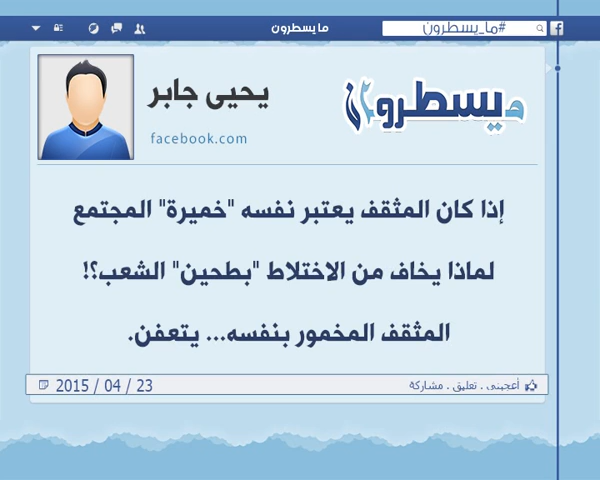 ما يسطرون
#ما_يسطرون
يحيى جابر
facebook.com
ما يسطرون
إذا كان المثقف يعتبر نفسه "خميرة" المجتمع
لماذا يخاف من الاختلاط "بطحين" الشعب؟!
المثقف المخمور بنفسه... يتعفن.
أعجبني . تعليق . مشاركة
2015 / 04 / 23